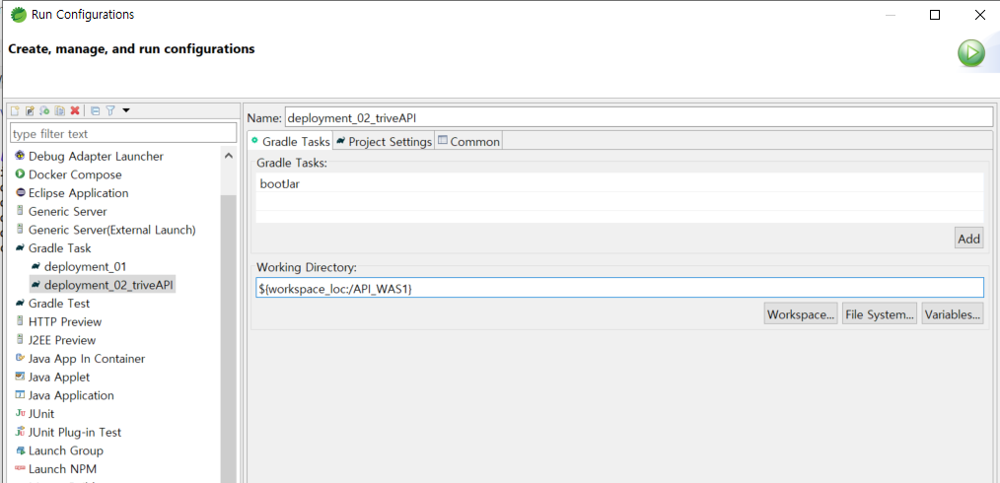 Run Configurations
Create, manage, and run configurations
type filter text
Debug Adapter Launcher
Docker Compose
Eclipse Application
Generic Server
Generic Server(External Launch)
Gradle Task
deployment_01
deployment_02_triveAPI
Gradle Test
HTTP Preview
J2EE Preview
Java App In Container
Java Applet
Java Application
JUnit
JUnit Plug-in Test
Launch Group
Launch NPM
Name: deployment_02_triveAPI
Gradle Tasks Project Settings Common
Gradle Tasks:
bootJar
Add
Working Directory:
${workspace_loc:/API_WAS1}
Workspace... File System... Variables...